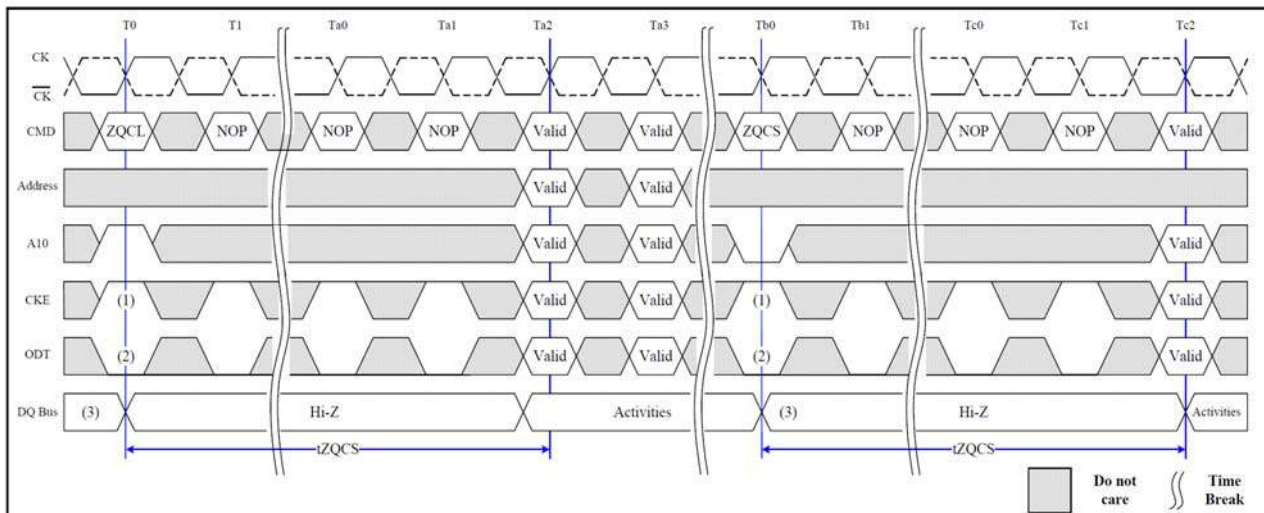 T0 T1 Ta0 Ta1 Ta2 Ta3 Tb0 Tb1 Tc0 Tc1 Tc2
CK
CK
CMD ZQCL NOP NOP NOP Valid Valid ZQCS NOP NOP NOP Valid
Address Valid Valid
A10 Valid Valid Valid
CKE (1) Valid Valid (1) Valid
ODT (2) Valid Valid (2) Valid
DQ Bus (3) Hi-Z Activities (3) Hi-Z Activities
tZQCS tZQCS
Do not care Time Break